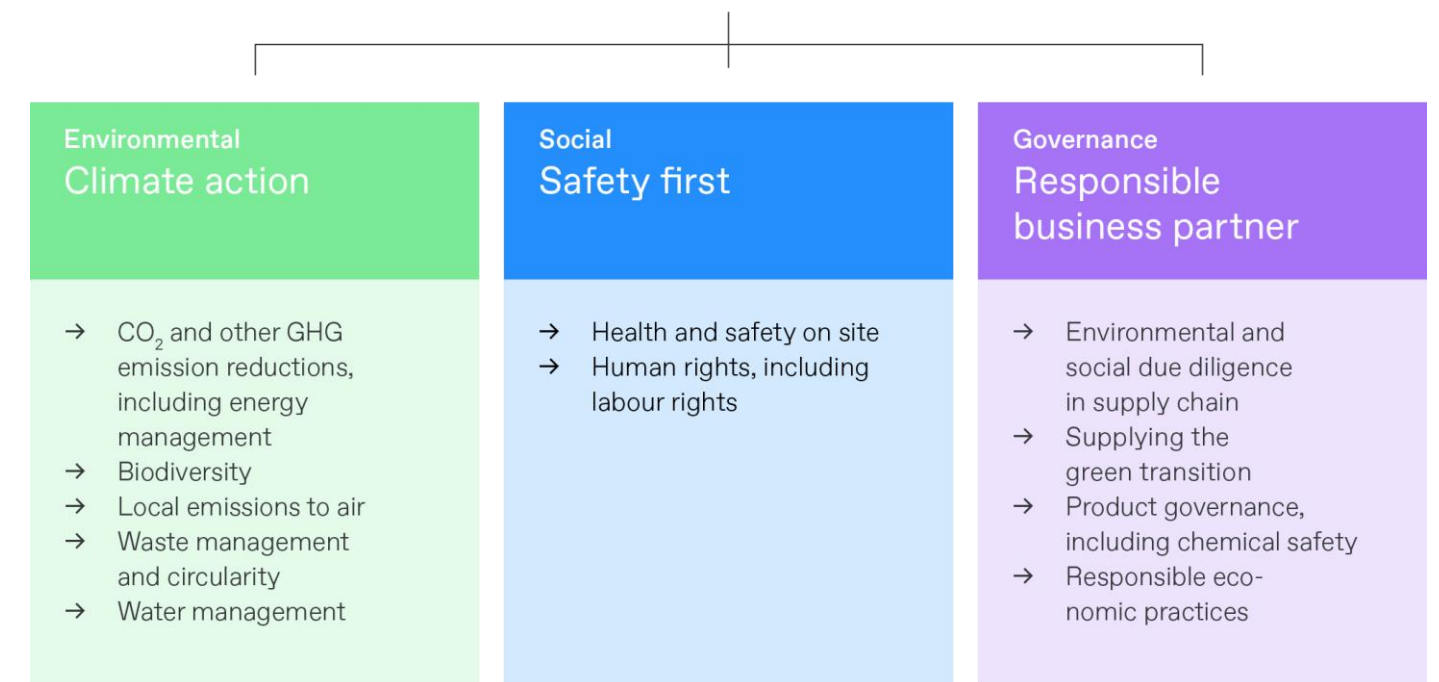 Environmental
Climate action
→ CO₂ and other GHG
emission reductions,
including energy
management
→ Biodiversity
→ Local emissions to air
→ Waste management
and circularity
→ Water management
Social
Safety first
→ Health and safety on site
→ Human rights, including
labour rights
Governance
Responsible
business partner
→ Environmental and
social due diligence
in supply chain
→ Supplying the
green transition
→ Product governance,
including chemical safety
→ Responsible eco-
nomic practices